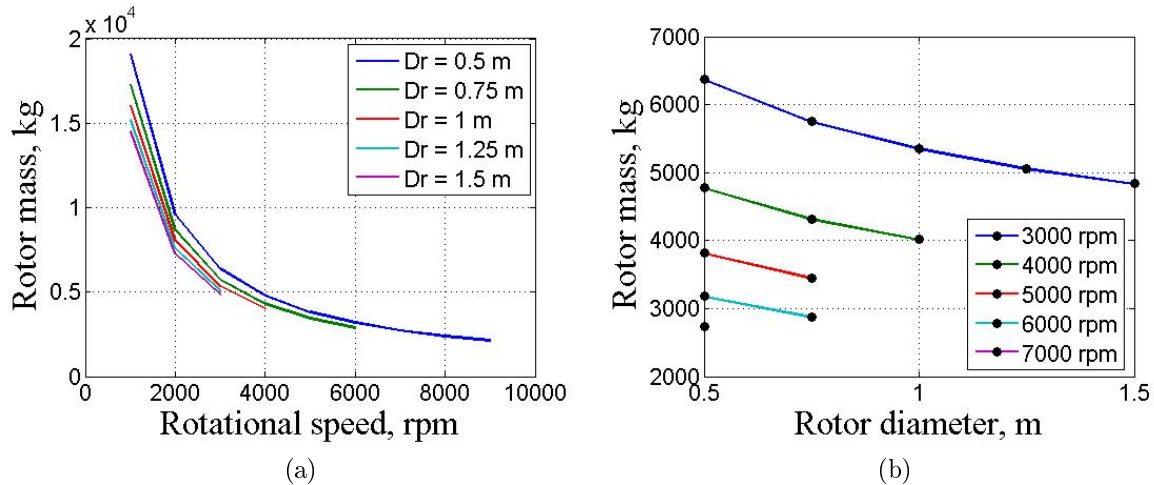 x 10^4
2
1.5
1
0.5
0
0 2000 4000 6000 8000 10000
Rotor mass, kg
Rotational speed, rpm
Dr = 0.5 m
Dr = 0.75 m
Dr = 1 m
Dr = 1.25 m
Dr = 1.5 m
(a)
7000
6000
5000
4000
3000
2000
0.5 1 1.5
Rotor mass, kg
Rotor diameter, m
3000 rpm
4000 rpm
5000 rpm
6000 rpm
7000 rpm
(b)